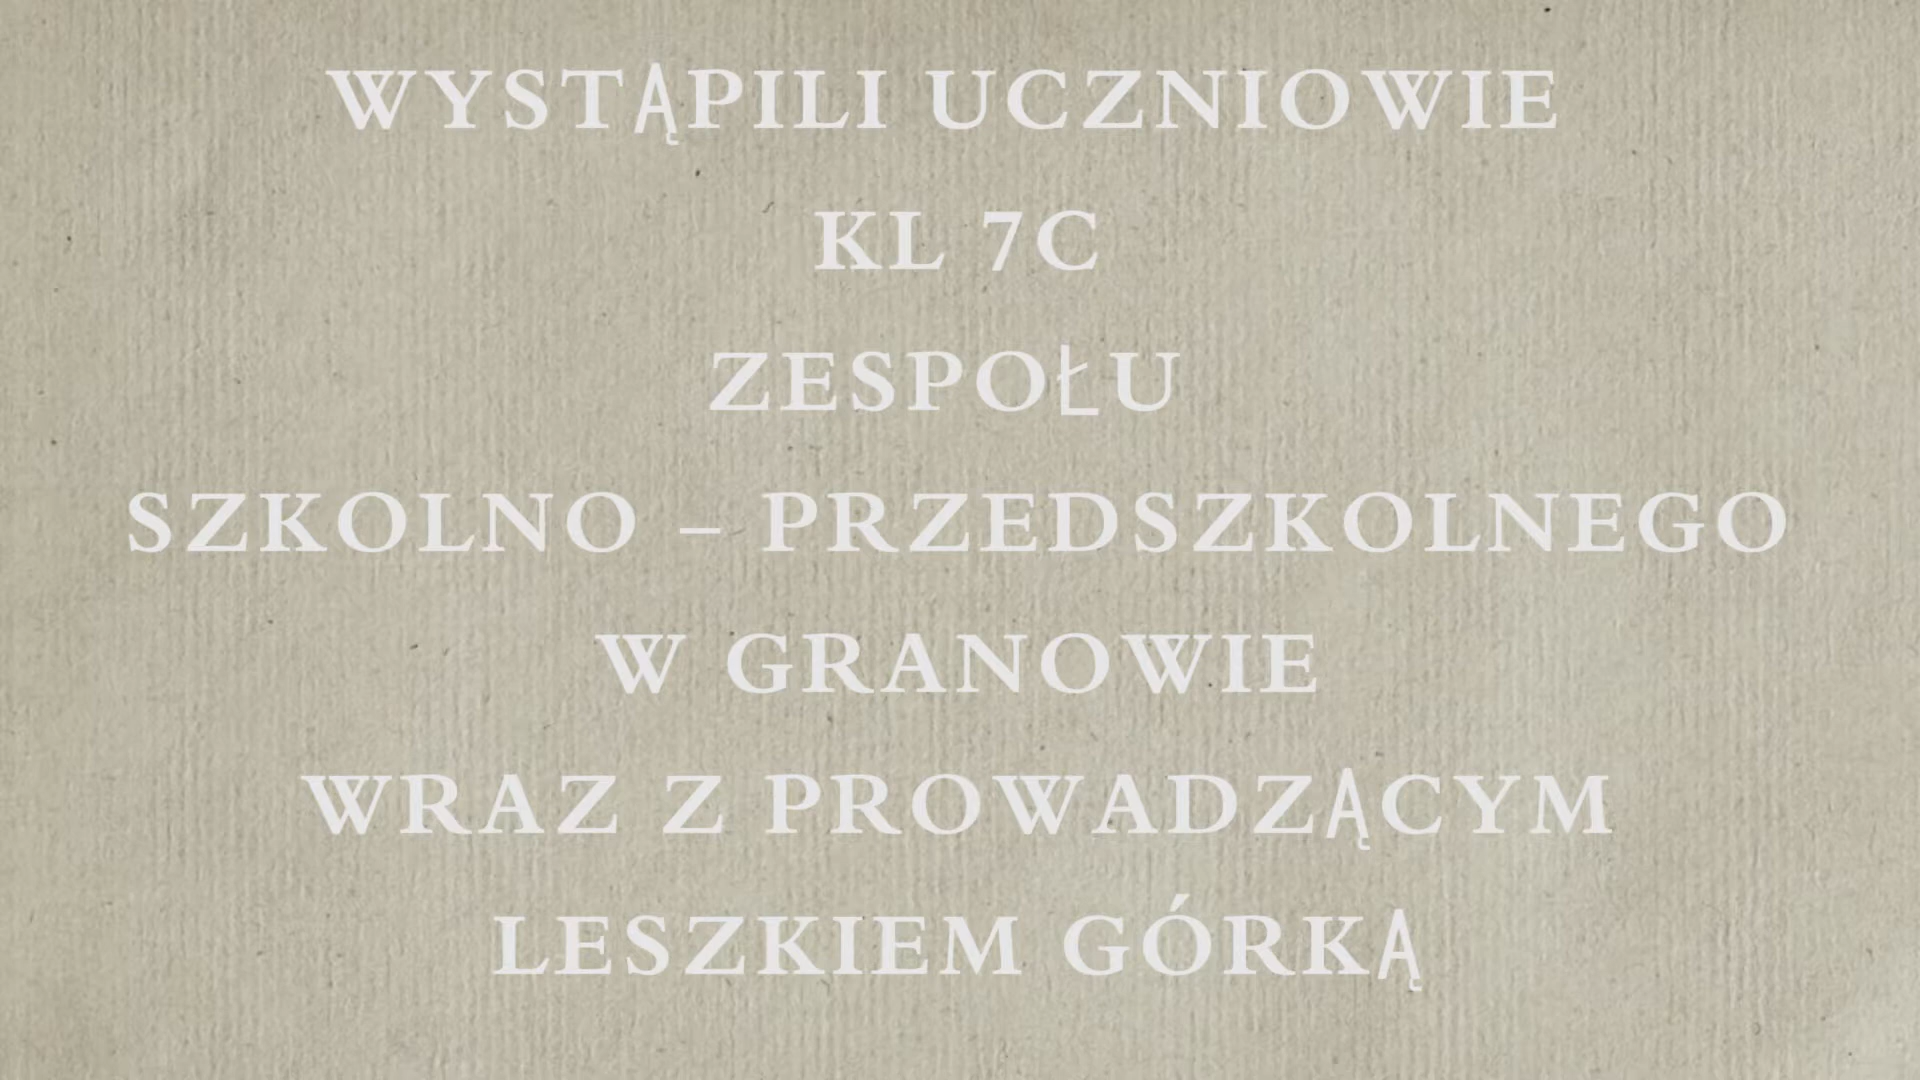 WYSTĄPILI UCZNIOWIE
KL 7C
ZESPOŁU
SZKOLNO – PRZEDSZKOLNEGO
W GRANOWIE
WRAZ Z PROWADZĄCYM
LESZKIEM GÓRKĄ